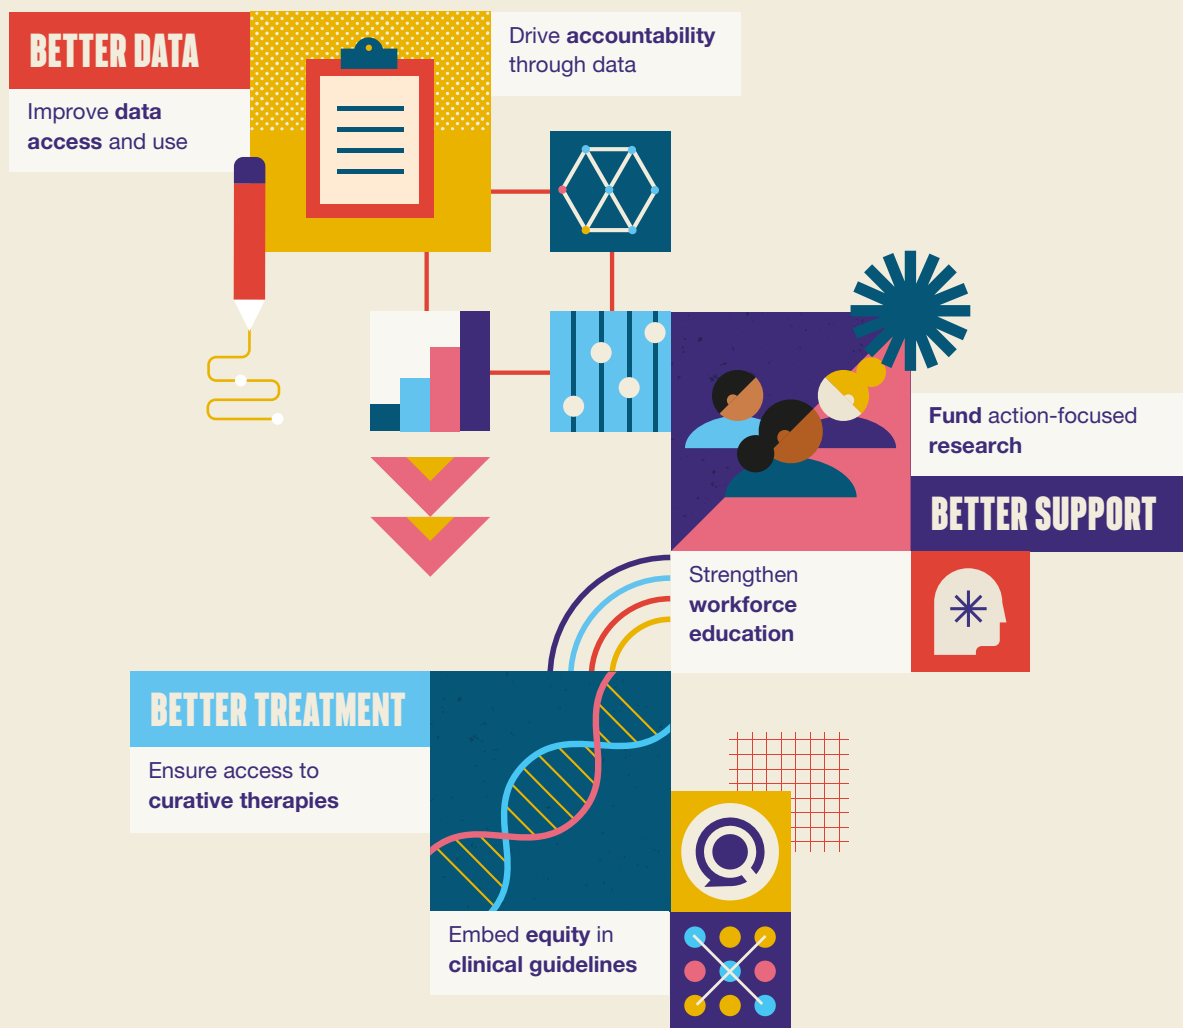 BETTER DATA
Improve data
access and use
Drive accountability
through data
Fund action-focused
research
BETTER SUPPORT
Strengthen
workforce
education
BETTER TREATMENT
Ensure access to
curative therapies
Embed equity in
clinical guidelines